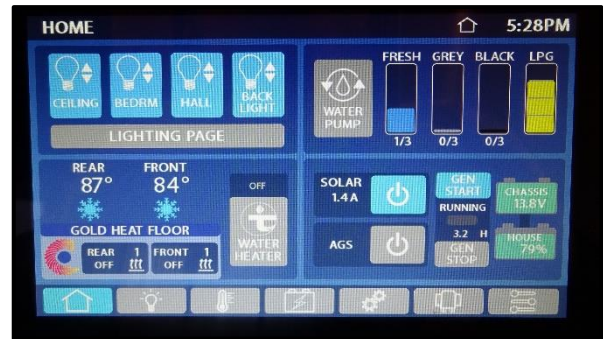 HOME
5:28PM
CEILING
BEDRM
HALL
BACK
LIGHT
LIGHTING PAGE
WATER
PUMP
FRESH GREY BLACK LPG
1/3 0/3 0/3
REAR FRONT
87° 84°
GOLD HEAT FLOOR
REAR 1
OFF
FRONT 1
OFF
OFF
WATER
HEATER
SOLAR
1.4 A
AGS
GEN
START
RUNNING
3.2 H
GEN
STOP
CHASSIS
13.8V
HOUSE
79%